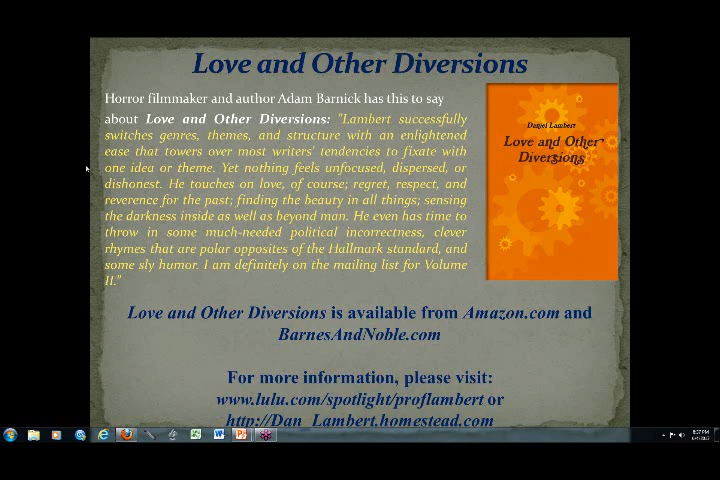 Love and Other Diversions
Horror filmmaker and author Adam Barnick has this to say
about Love and Other Diversions: "Lambert successfully
switches genres, themes, and structure with an enlightened
ease that towers over most writers' tendencies to fixate with
one idea or theme. Yet nothing feels unfocused, dispersed, or
dishonest. He touches on love, of course; regret, respect, and
reverence for the past; finding the beauty in all things; sensing
the darkness inside as well as beyond man. He even has time to
throw in some much-needed political incorrectness, clever
rhymes that are polar opposites of the Hallmark standard, and
some sly humor. I am definitely on the mailing list for Volume
II."
Daniel Lambert
Love and Other
Diversions
Love and Other Diversions is available from Amazon.com and
BarnesAndNoble.com
For more information, please visit:
www.lulu.com/spotlight/proflambert or
http://Dan_Lambert.homestead.com
8:37 PM